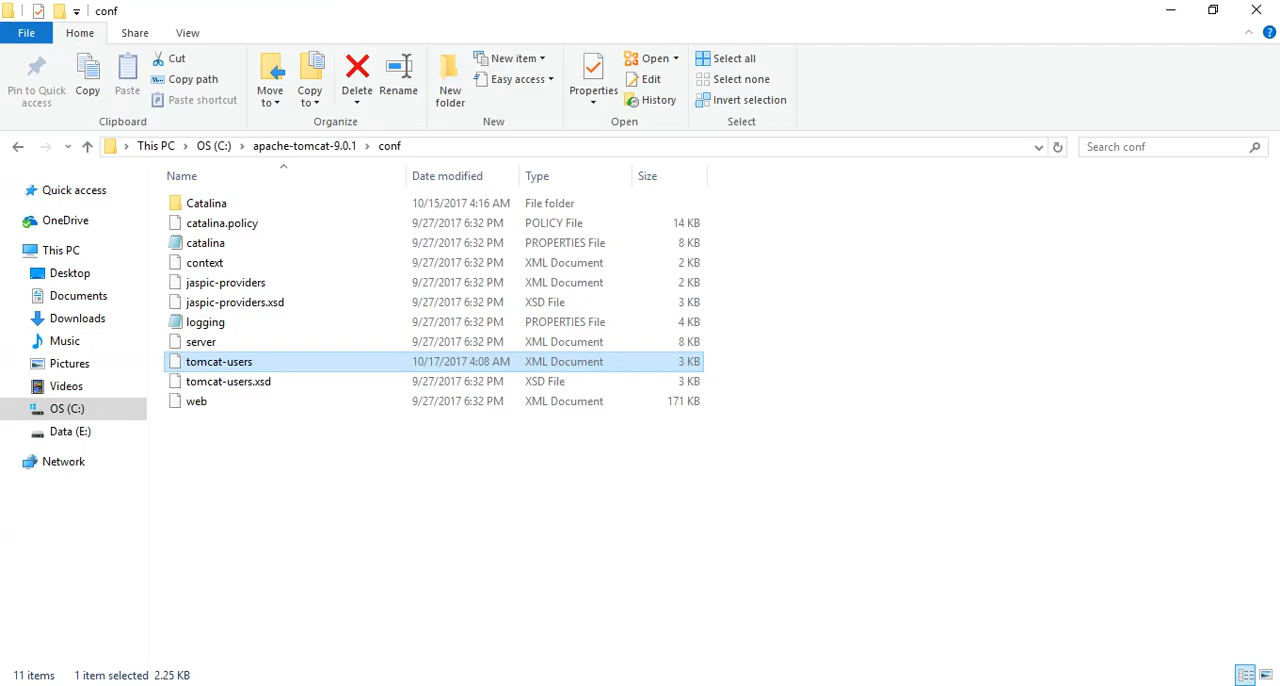 conf
File Home Share View
Pin to Quick access
Copy
Paste
Cut
Copy path
Paste shortcut
Clipboard
Move to
Copy to
Delete
Rename
Organize
New folder
New item
Easy access
New
Properties
Open
Edit
History
Open
Select all
Select none
Invert selection
Select
This PC OS (C:) apache-tomcat-9.0.1 conf
Search conf
Quick access
OneDrive
This PC
Desktop
Documents
Downloads
Music
Pictures
Videos
OS (C:)
Data (E:)
Network
Name Date modified Type Size
Catalina 10/15/2017 4:16 AM File folder
catalina.policy 9/27/2017 6:32 PM POLICY File 14 KB
catalina 9/27/2017 6:32 PM PROPERTIES File 8 KB
context 9/27/2017 6:32 PM XML Document 2 KB
jaspic-providers 9/27/2017 6:32 PM XML Document 2 KB
jaspic-providers.xsd 9/27/2017 6:32 PM XSD File 3 KB
logging 9/27/2017 6:32 PM PROPERTIES File 4 KB
server 9/27/2017 6:32 PM XML Document 8 KB
tomcat-users 10/17/2017 4:08 AM XML Document 3 KB
tomcat-users.xsd 9/27/2017 6:32 PM XSD File 3 KB
web 9/27/2017 6:32 PM XML Document 171 KB
11 items 1 item selected 2.25 KB